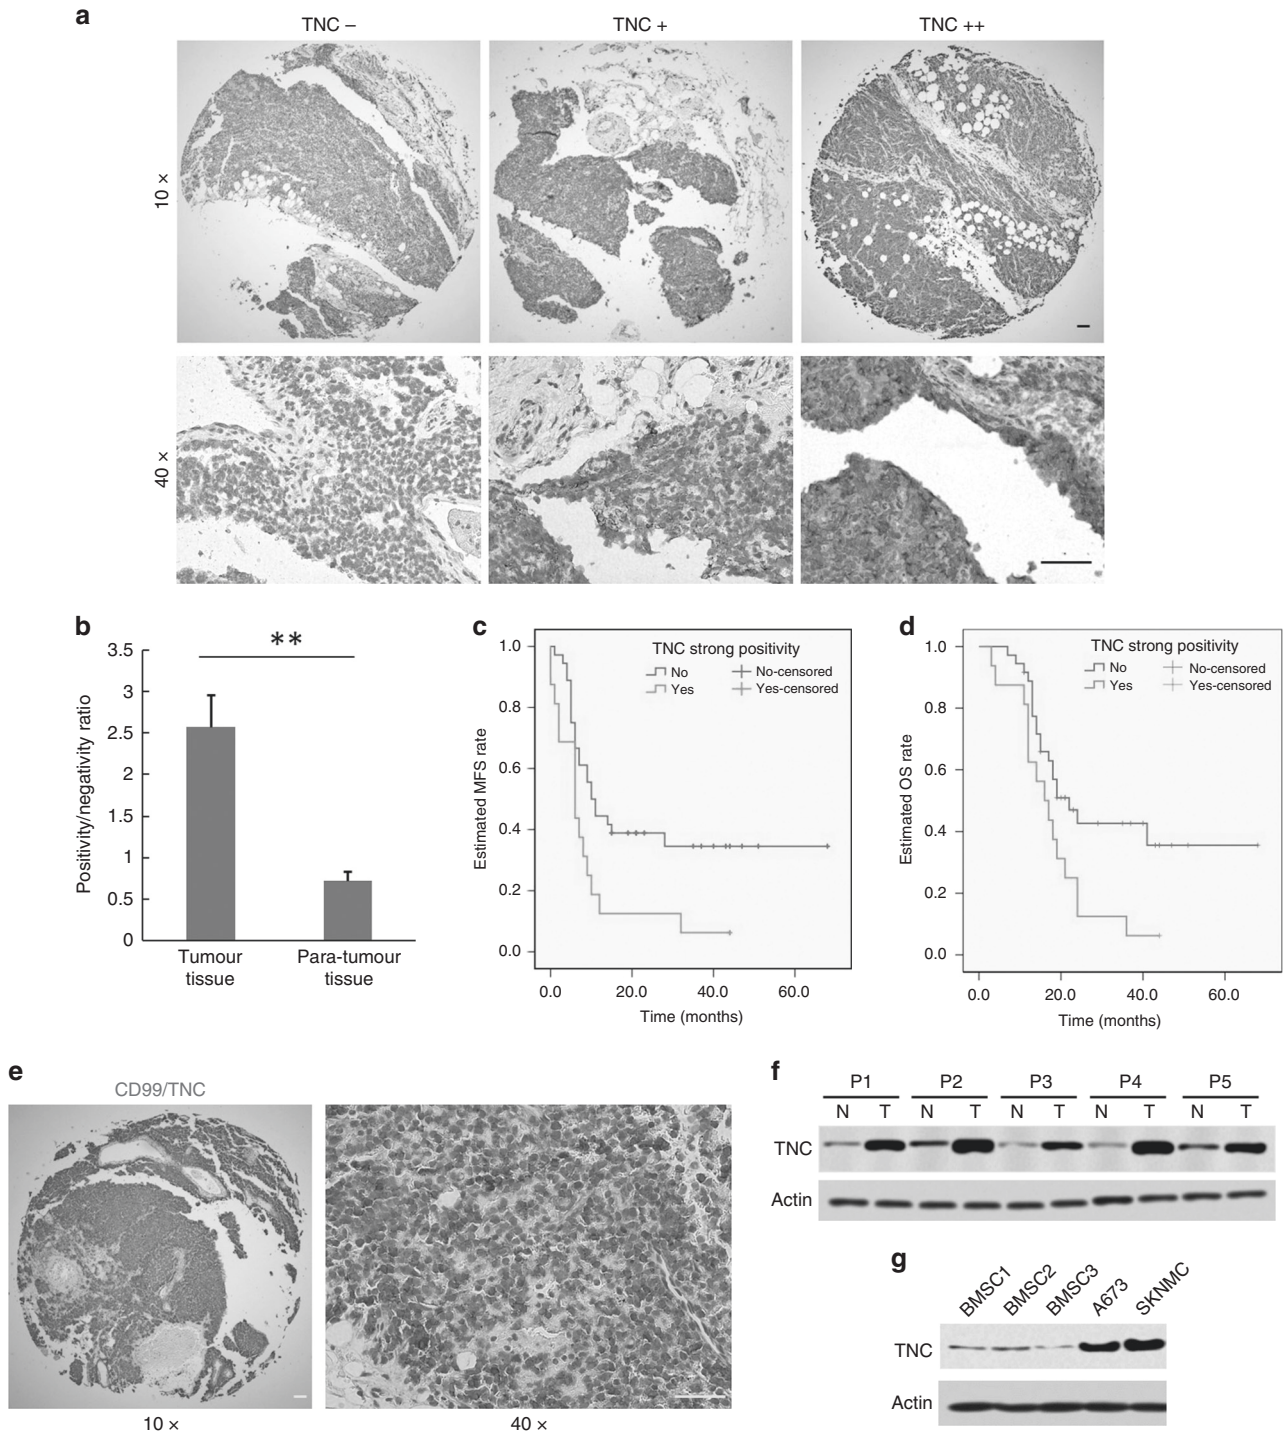 a
TNC –
TNC +
TNC ++
10 ×
40 ×
b
**
Positivity/negativity ratio
3.5
3
2.5
2
1.5
1
0.5
0
Tumour
tissue
Para-tumour
tissue
c
TNC strong positivity
No
No-censored
Yes
Yes-censored
Estimated MFS rate
1.0
0.8
0.6
0.4
0.2
0.0
0.0
20.0
40.0
60.0
Time (months)
d
TNC strong positivity
No
No-censored
Yes
Yes-censored
Estimated OS rate
1.0
0.8
0.6
0.4
0.2
0.0
0.0
20.0
40.0
60.0
Time (months)
e
CD99/TNC
10 ×
40 ×
f
P1 P2 P3 P4 P5
N T N T N T N T N T
TNC
Actin
g
BMSC1 BMSC2 BMSC3 A673 SKNMC
TNC
Actin